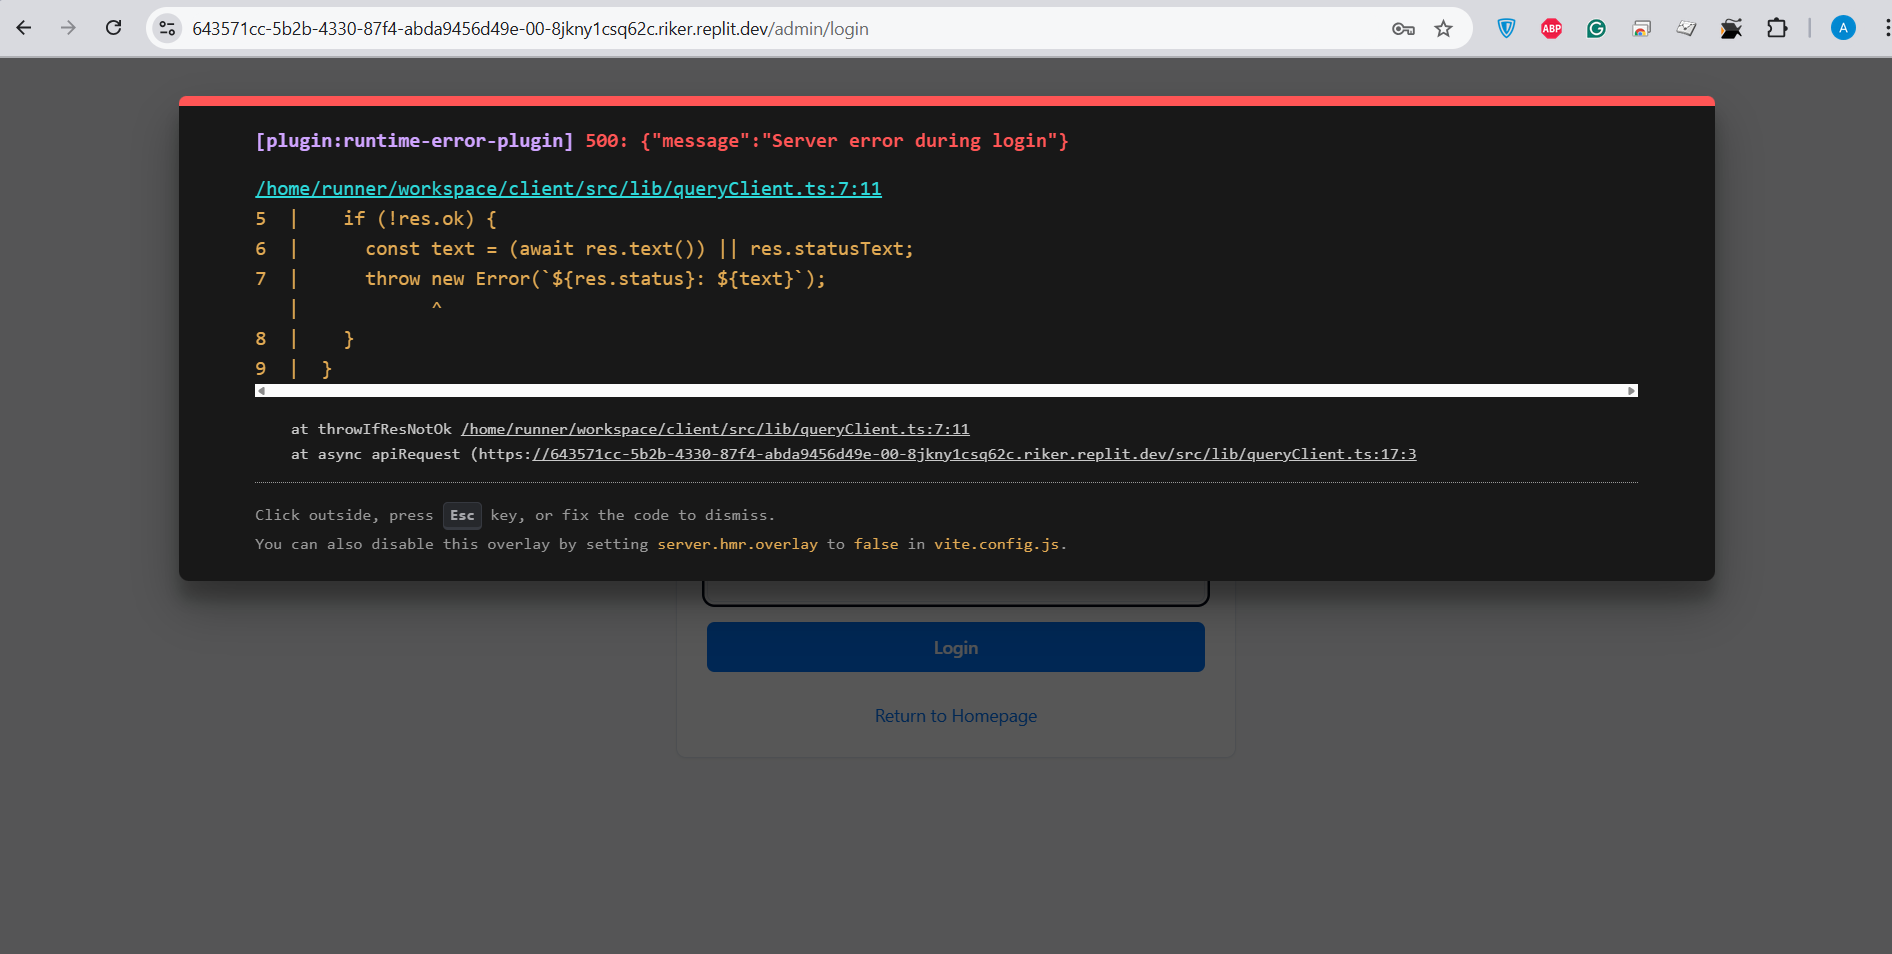 643571cc-5b2b-4330-87f4-abda9456d49e-00-8jkny1csq62c.riker.replit.dev/admin/login
ABP
A
[plugin:runtime-error-plugin] 500: {"message":"Server error during login"}
/home/runner/workspace/client/src/lib/queryClient.ts:7:11
5 | if (!res.ok) {
6 | const text = (await res.text()) || res.statusText;
7 | throw new Error(`${res.status}: ${text}`);
| ^
8 | }
9 | }
at throwIfResNotOk /home/runner/workspace/client/src/lib/queryClient.ts:7:11
at async apiRequest (https://643571cc-5b2b-4330-87f4-abda9456d49e-00-8jkny1csq62c.riker.replit.dev/src/lib/queryClient.ts:17:3
Click outside, press Esc key, or fix the code to dismiss.
You can also disable this overlay by setting server.hmr.overlay to false in vite.config.js.
Login
Return to Homepage